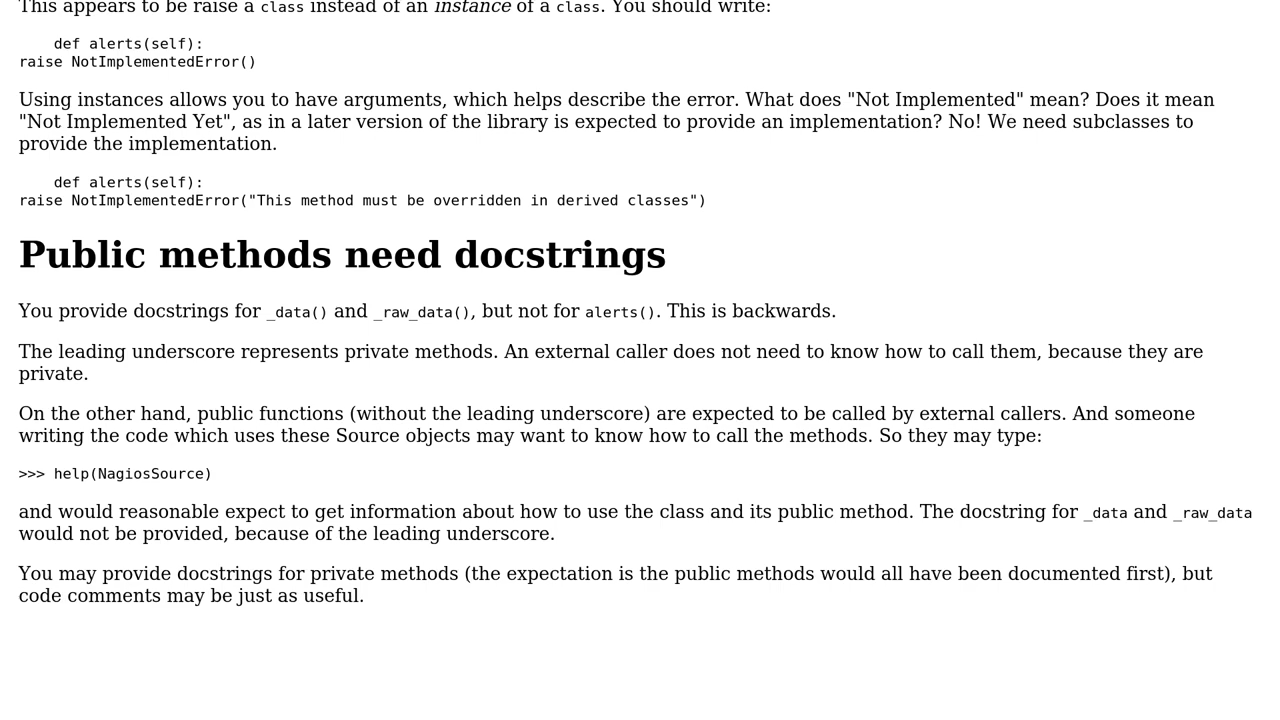 This appears to be raise a class instead of an instance of a class. You should write:
    def alerts(self):
raise NotImplementedError()
Using instances allows you to have arguments, which helps describe the error. What does "Not Implemented" mean? Does it mean
"Not Implemented Yet", as in a later version of the library is expected to provide an implementation? No! We need subclasses to
provide the implementation.
    def alerts(self):
raise NotImplementedError("This method must be overridden in derived classes")
Public methods need docstrings
You provide docstrings for _data() and _raw_data(), but not for alerts(). This is backwards.
The leading underscore represents private methods. An external caller does not need to know how to call them, because they are
private.
On the other hand, public functions (without the leading underscore) are expected to be called by external callers. And someone
writing the code which uses these Source objects may want to know how to call the methods. So they may type:
>>> help(NagiosSource)
and would reasonable expect to get information about how to use the class and its public method. The docstring for _data and _raw_data
would not be provided, because of the leading underscore.
You may provide docstrings for private methods (the expectation is the public methods would all have been documented first), but
code comments may be just as useful.